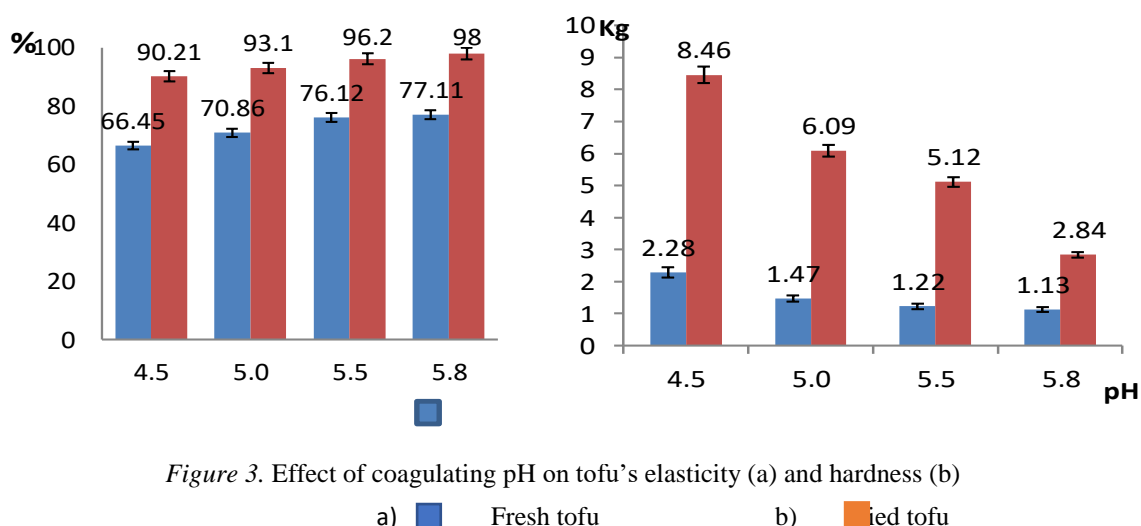 % 100 90.21 93.1 96.2 98
80 66.45 70.86 76.12 77.11
60
40
20
0
4.5 5.0 5.5 5.8
10 Kg
9 8.46
8
7 6.09
6 5.12
5
4
3 2.28 2.84
2 1.47 1.22 1.13
1
0
4.5 5.0 5.5 5.8 pH
Figure 3. Effect of coagulating pH on tofu’s elasticity (a) and hardness (b)
a) Fresh tofu b) ied tofu